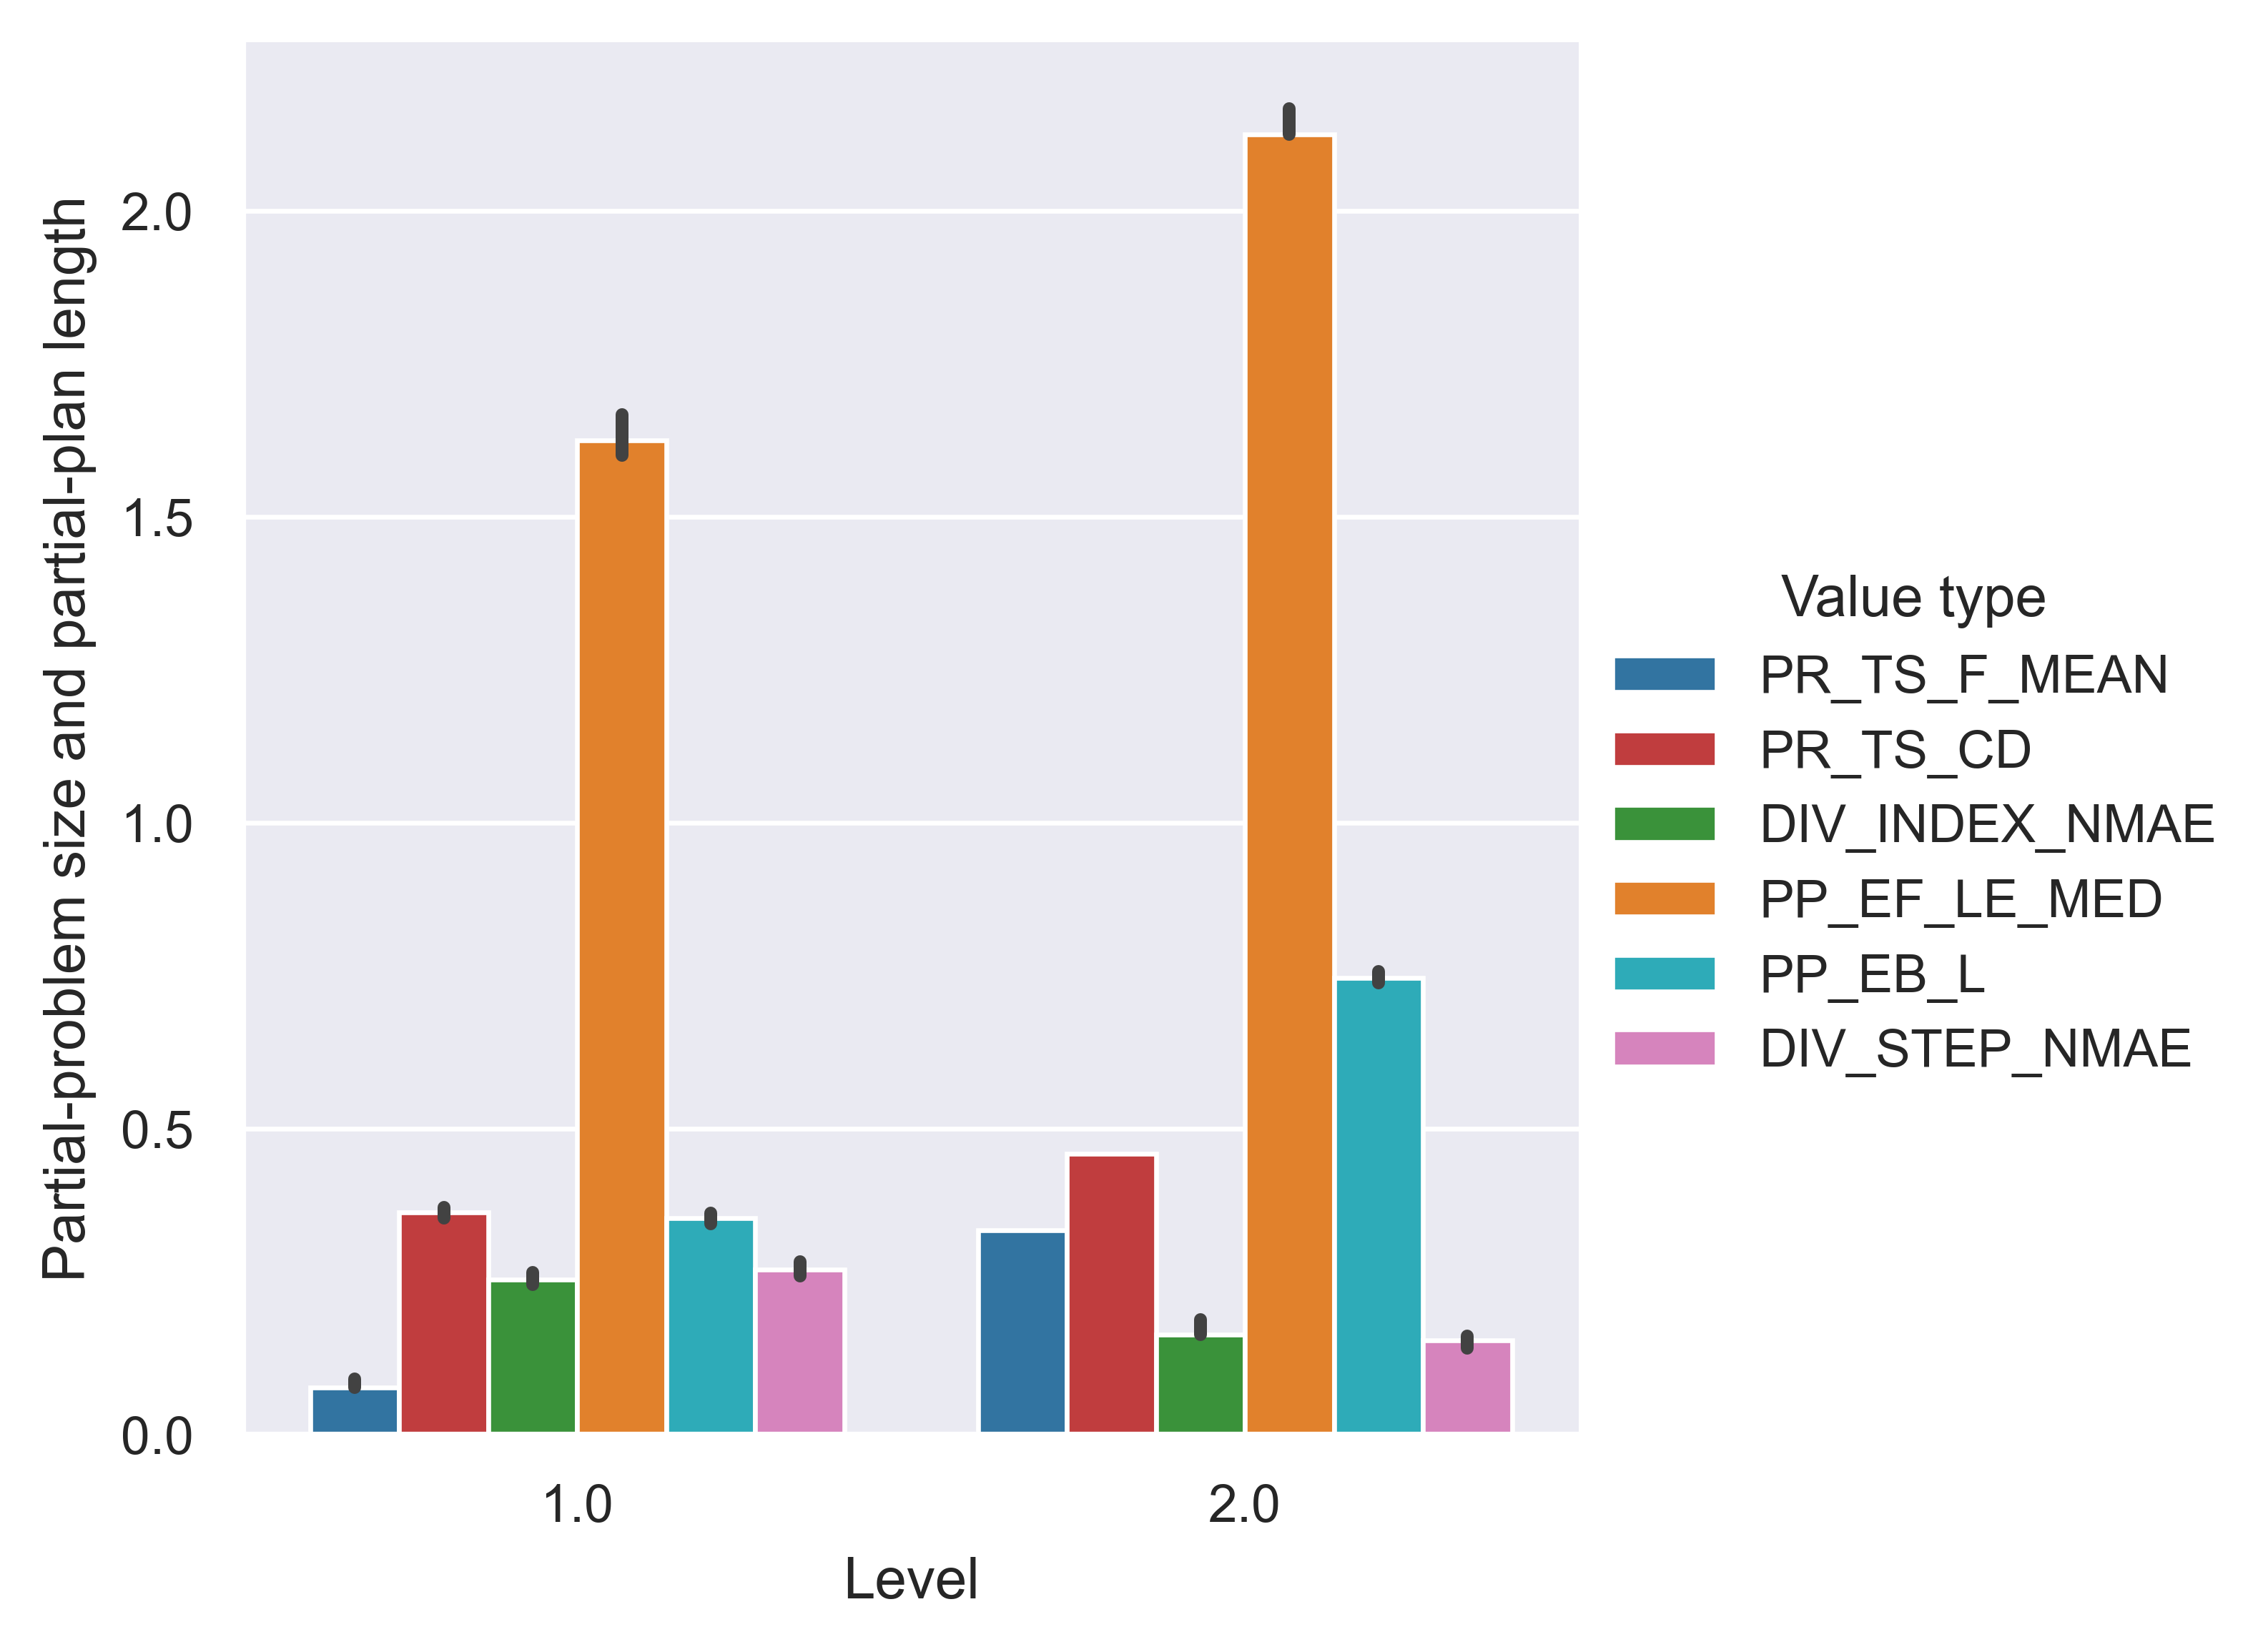 Partial-problem size and partial-plan length
2.0
1.5
1.0
0.5
0.0
1.0
2.0
Level
Value type
PR_TS_F_MEAN
PR_TS_CD
DIV_INDEX_NMAE
PP_EF_LE_MED
PP_EB_L
DIV_STEP_NMAE